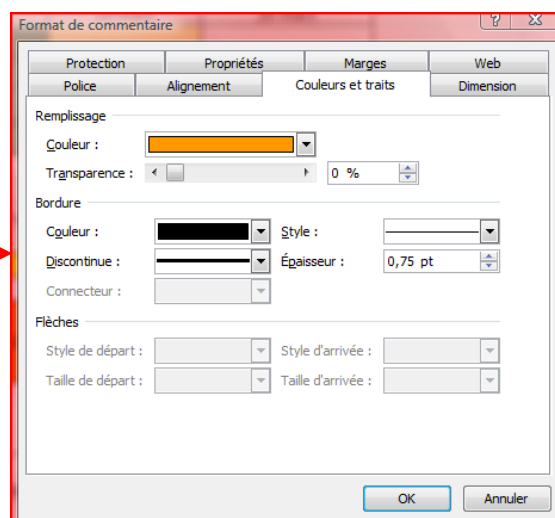 Format de commentaire
Protection Propriétés Marges Web
Police Alignement Couleurs et traits Dimension
Remplissage
Couleur :
Transparence : 0 %
Bordure
Couleur : Style :
Discontinue : Épaisseur : 0,75 pt
Connecteur :
Flèches
Style de départ : Style d'arrivée :
Taille de départ : Taille d'arrivée :
OK Annuler